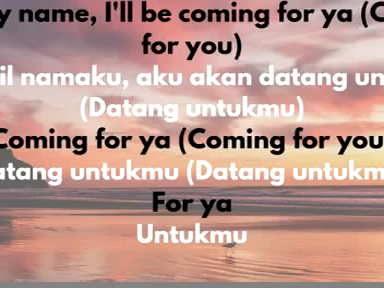 y name, I'll be coming for ya (C
for you)
il namaku, aku akan datang un
(Datang untukmu)
Coming for ya (Coming for you
atang untukmu (Datang untukm
For ya
Untukmu